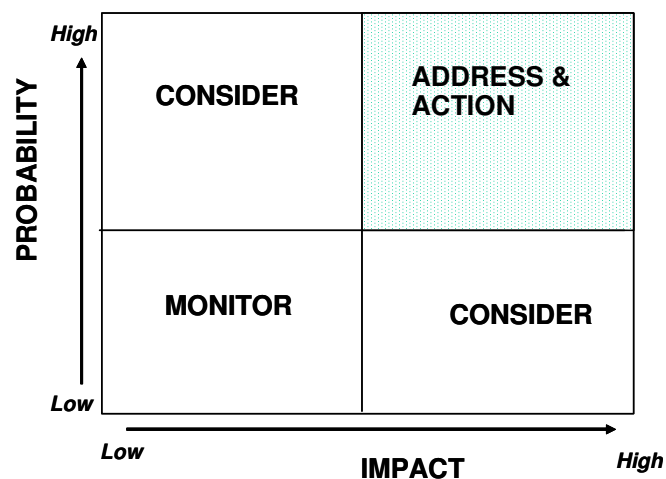 High
CONSIDER
ADDRESS &
ACTION
PROBABILITY
MONITOR
CONSIDER
Low
Low
IMPACT
High